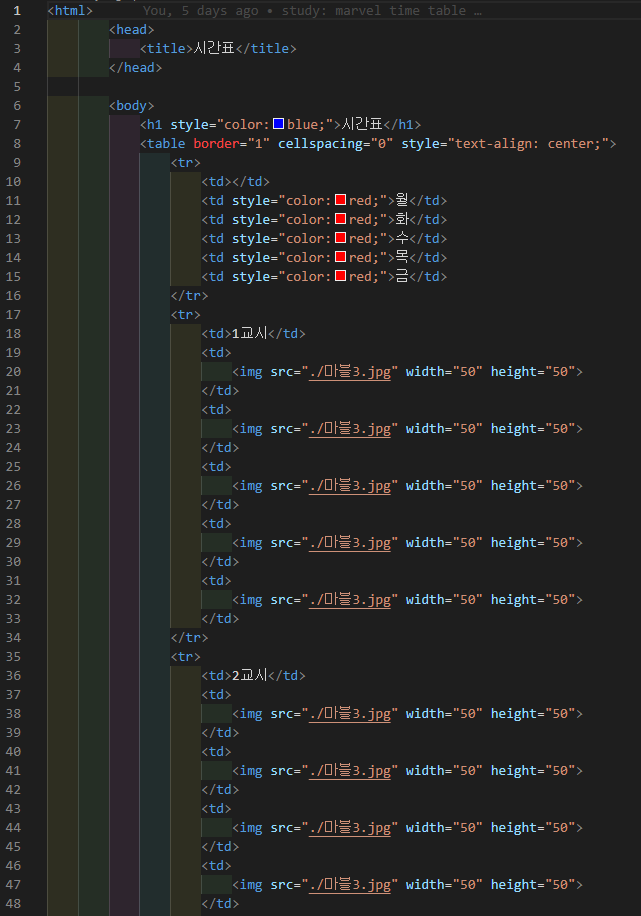 1 <html> You, 5 days ago • study: marvel time table …
2 <head>
3 <title>시간표</title>
4 </head>
5
6 <body>
7 <h1 style="color:blue;">시간표</h1>
8 <table border="1" cellspacing="0" style="text-align: center;">
9 <tr>
10 <td></td>
11 <td style="color:red;">월</td>
12 <td style="color:red;">화</td>
13 <td style="color:red;">수</td>
14 <td style="color:red;">목</td>
15 <td style="color:red;">금</td>
16 </tr>
17 <tr>
18 <td>1교시</td>
19 <td>
20 <img src="./마블3.jpg" width="50" height="50">
21 </td>
22 <td>
23 <img src="./마블3.jpg" width="50" height="50">
24 </td>
25 <td>
26 <img src="./마블3.jpg" width="50" height="50">
27 </td>
28 <td>
29 <img src="./마블3.jpg" width="50" height="50">
30 </td>
31 <td>
32 <img src="./마블3.jpg" width="50" height="50">
33 </td>
34 </tr>
35 <tr>
36 <td>2교시</td>
37 <td>
38 <img src="./마블3.jpg" width="50" height="50">
39 </td>
40 <td>
41 <img src="./마블3.jpg" width="50" height="50">
42 </td>
43 <td>
44 <img src="./마블3.jpg" width="50" height="50">
45 </td>
46 <td>
47 <img src="./마블3.jpg" width="50" height="50">
48 </td>